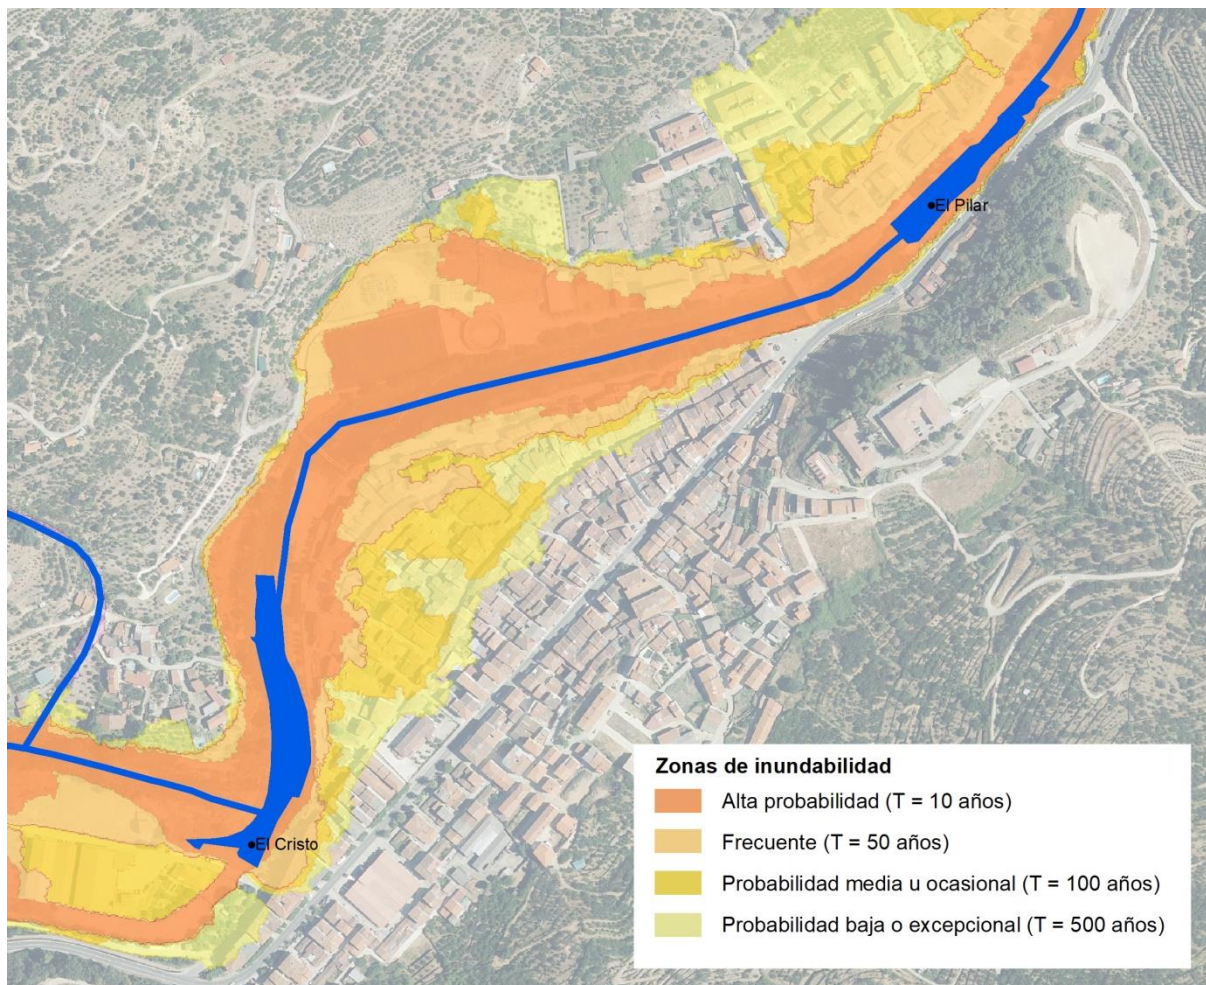 El Pilar
El Cristo
Zonas de inundabilidad
Alta probabilidad (T = 10 años)
Frecuente (T = 50 años)
Probabilidad media u ocasional (T = 100 años)
Probabilidad baja o excepcional (T = 500 años)